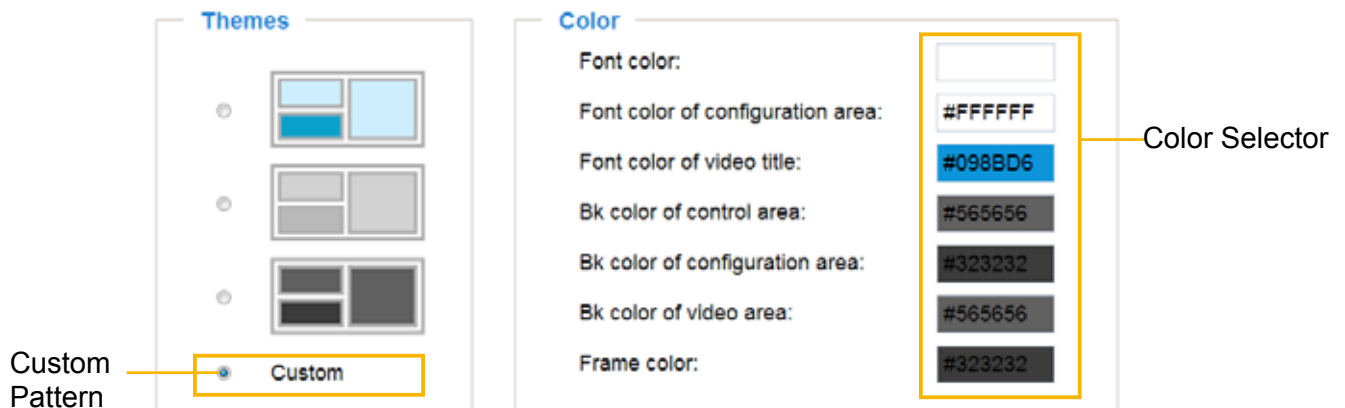 Themes
Custom
Color
Font color:
Font color of configuration area: #FFFFFF
Font color of video title: #098BD6
Bk color of control area: #565656
Bk color of configuration area: #323232
Bk color of video area: #565656
Frame color: #323232
Color Selector
Custom
Pattern